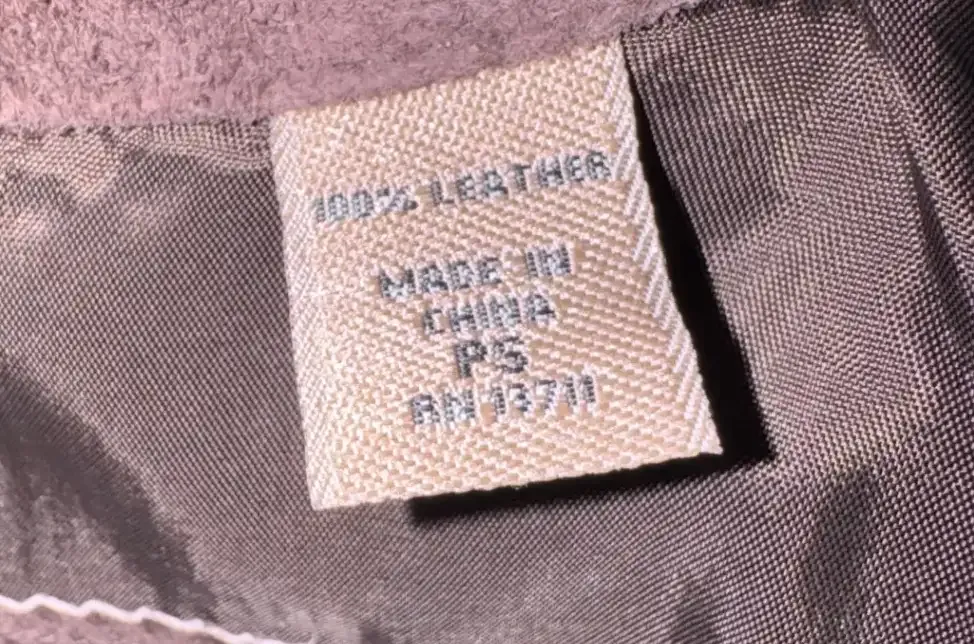 100% LEATHER
MADE IN
CHINA
PS
RN 13711